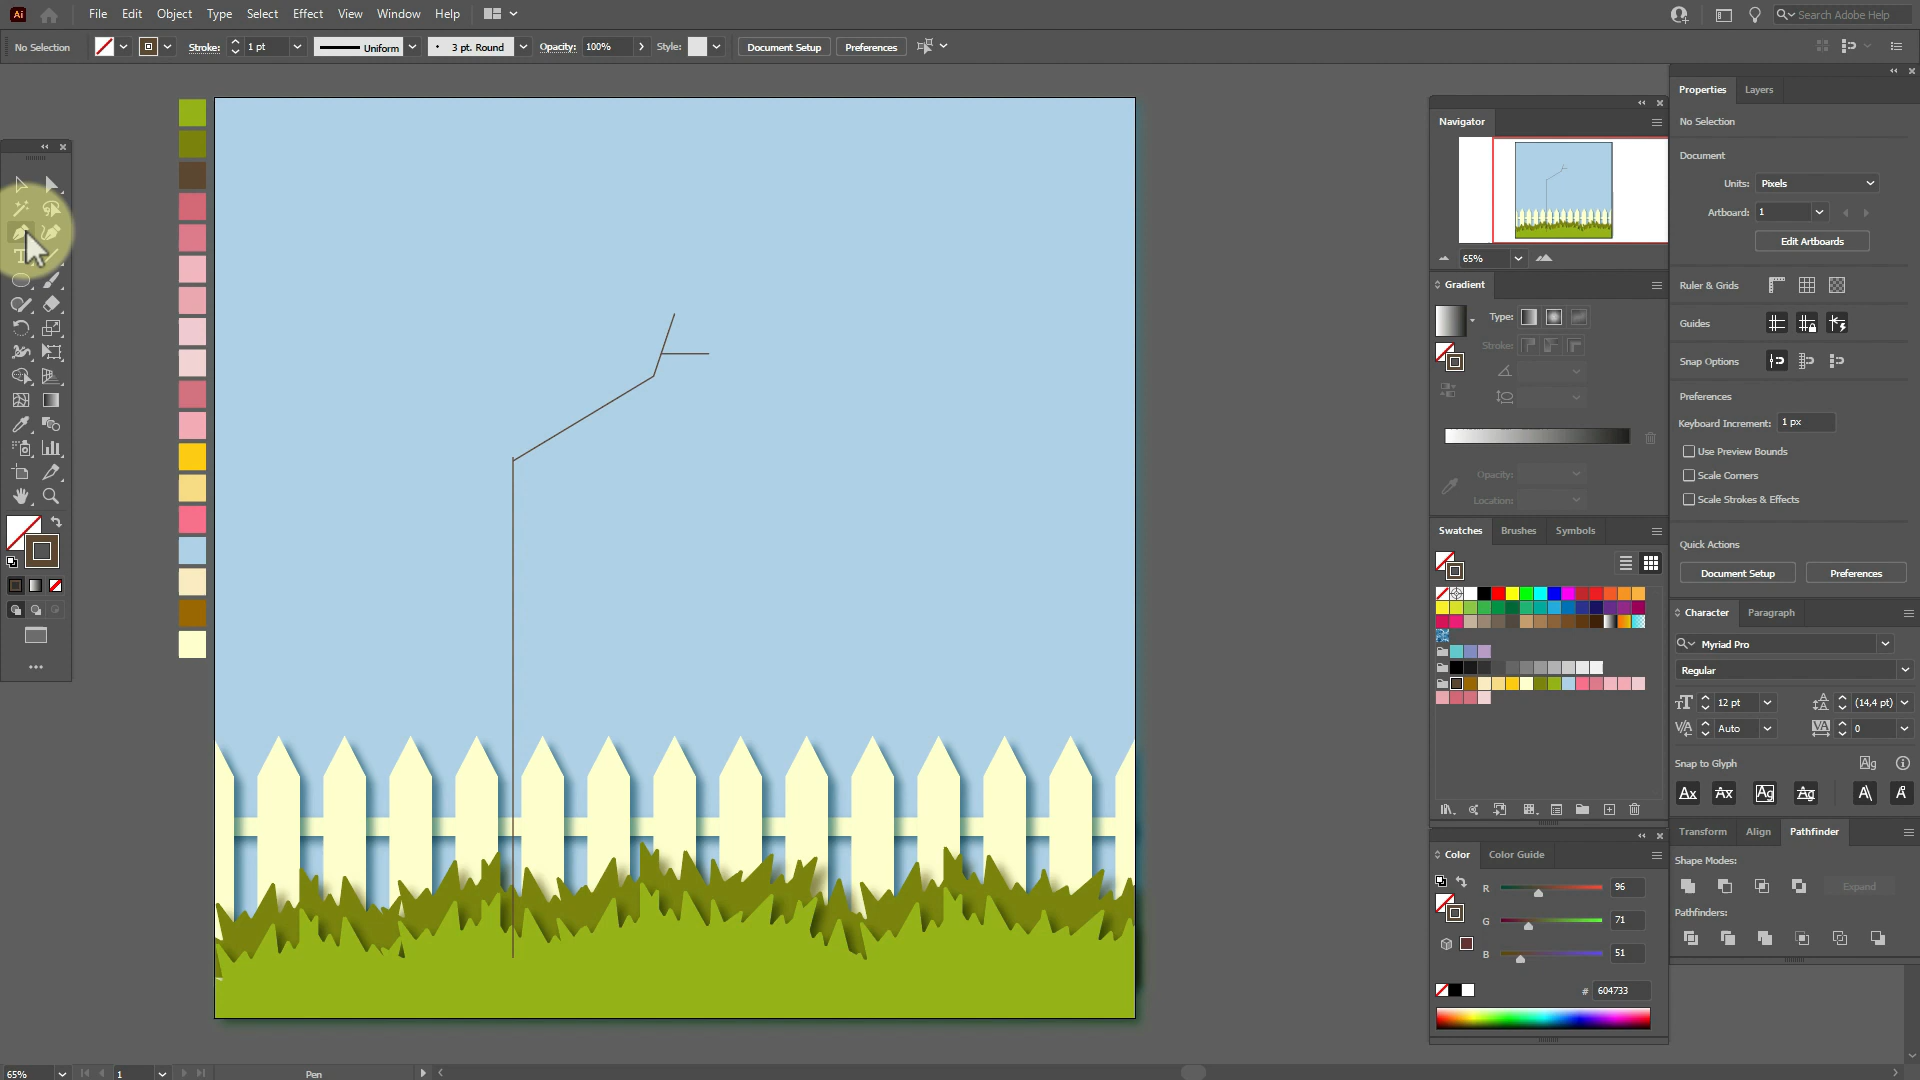 Ai File Edit Object Type Select Effect View Window Help Search Adobe Help
No Selection Stroke: 1 pt Uniform 3 pt. Round Opacity: 100% Style: Document Setup Preferences
Navigator
65%
Gradient
Type:
Stroke:
Opacity:
Location:
Swatches Brushes Symbols
Color Color Guide
R 96
G 71
B 51
# 604733
Properties Layers
No Selection
Document
Units: Pixels
Artboard: 1
Edit Artboards
Ruler & Grids
Guides
Snap Options
Preferences
Keyboard Increment: 1 px
Use Preview Bounds
Scale Corners
Scale Strokes & Effects
Quick Actions
Document Setup Preferences
Character Paragraph
Myriad Pro
Regular
12 pt (14,4 pt)
Auto 0
Snap to Glyph
Transform Align Pathfinder
Shape Modes:
Expand
Pathfinders:
65% 1 Pen